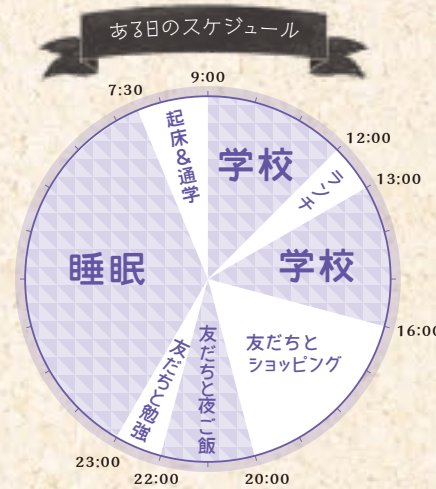 ある日のスケジュール
9:00
学校
12:00
ランチ
13:00
学校
16:00
友だちと
ショッピング
20:00
友だちと夜ご飯
22:00
友だちと勉強
23:00
睡眠
7:30
起床&通学